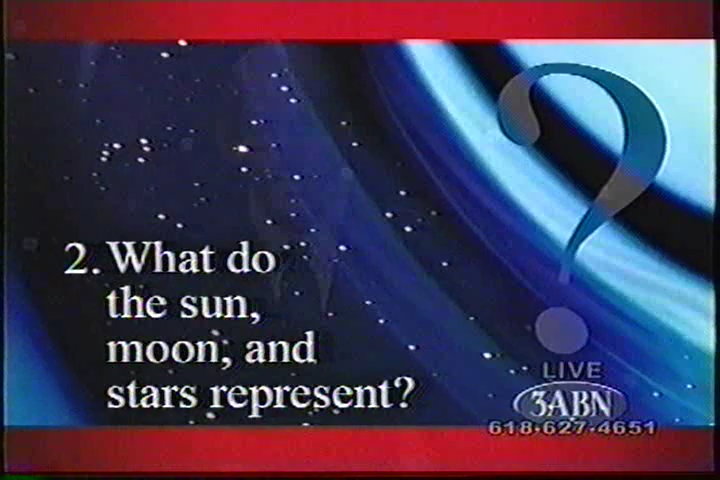 2. What do
the sun,
moon, and
stars represent?
?
LIVE
3ABN
618-627-4651